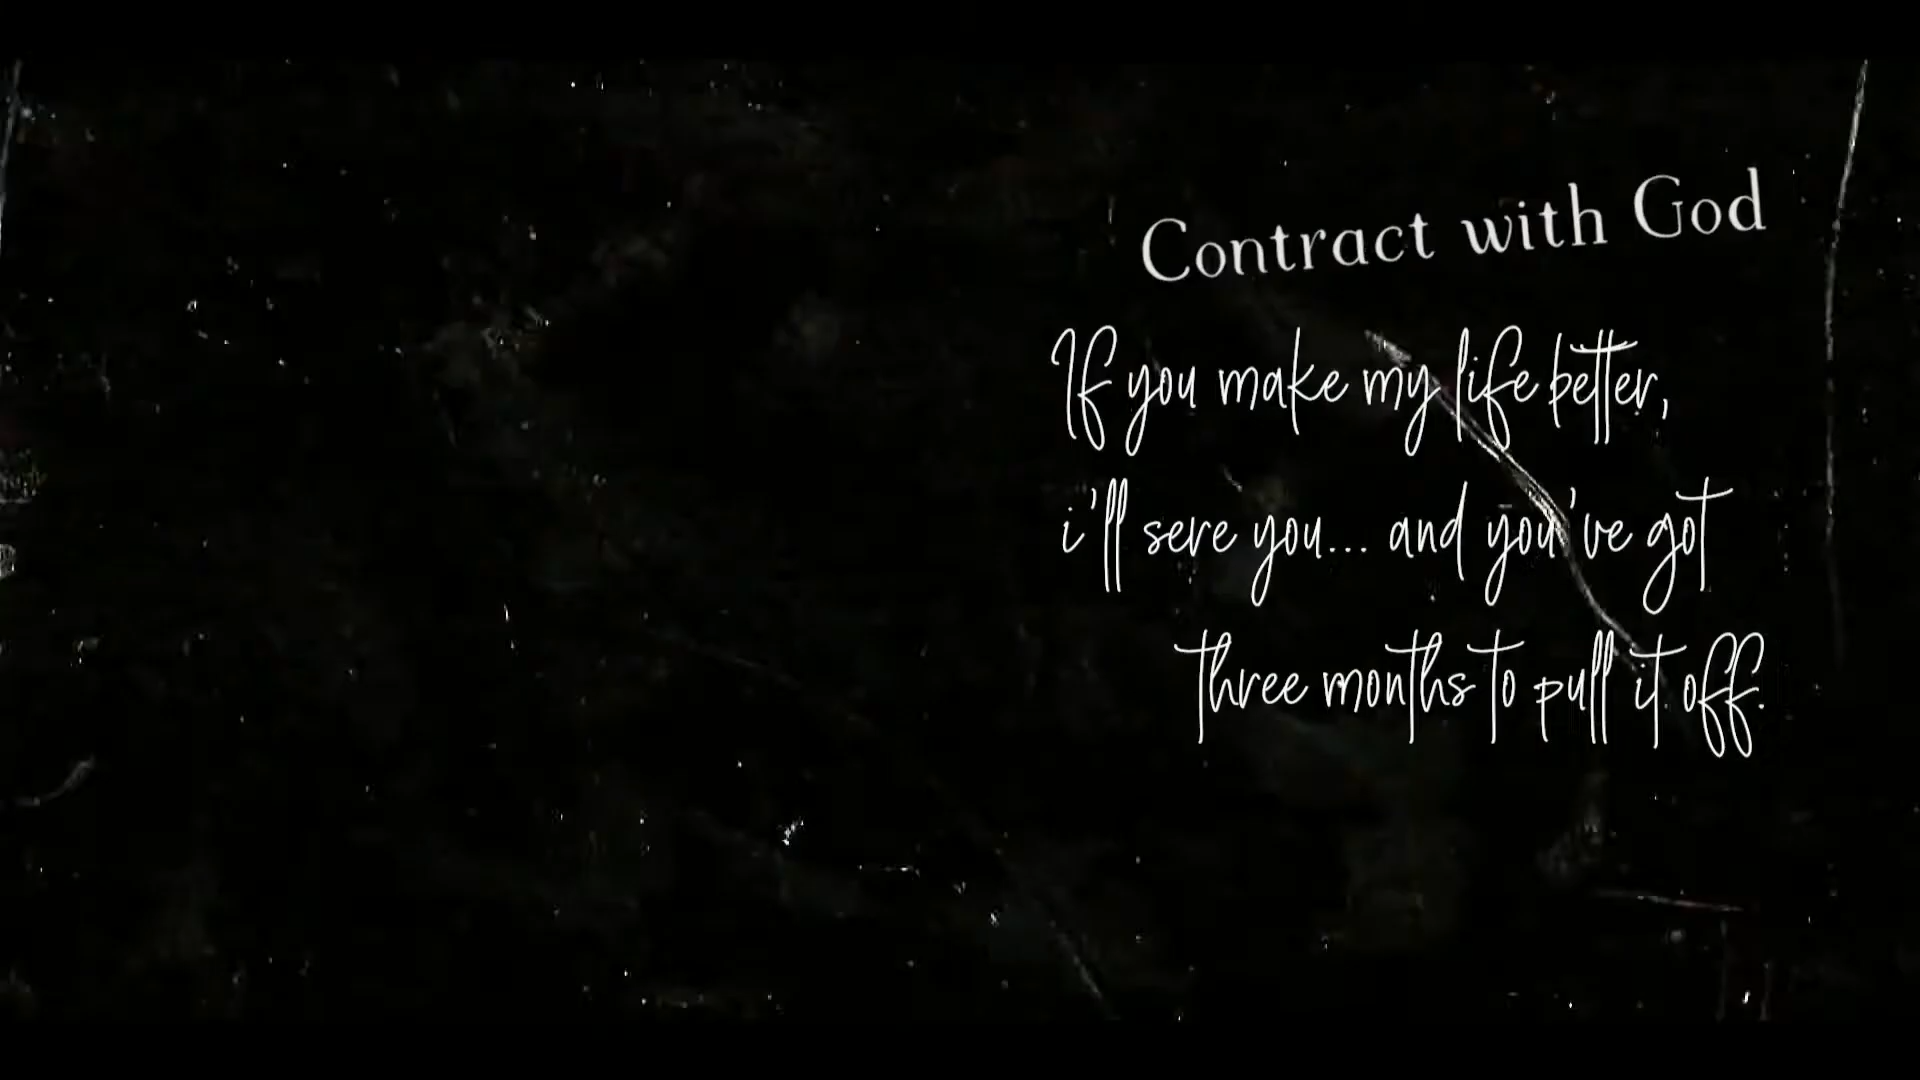 Contract with God
If you make my life better,
i'll serve you... and you've got
three months to pull it off.